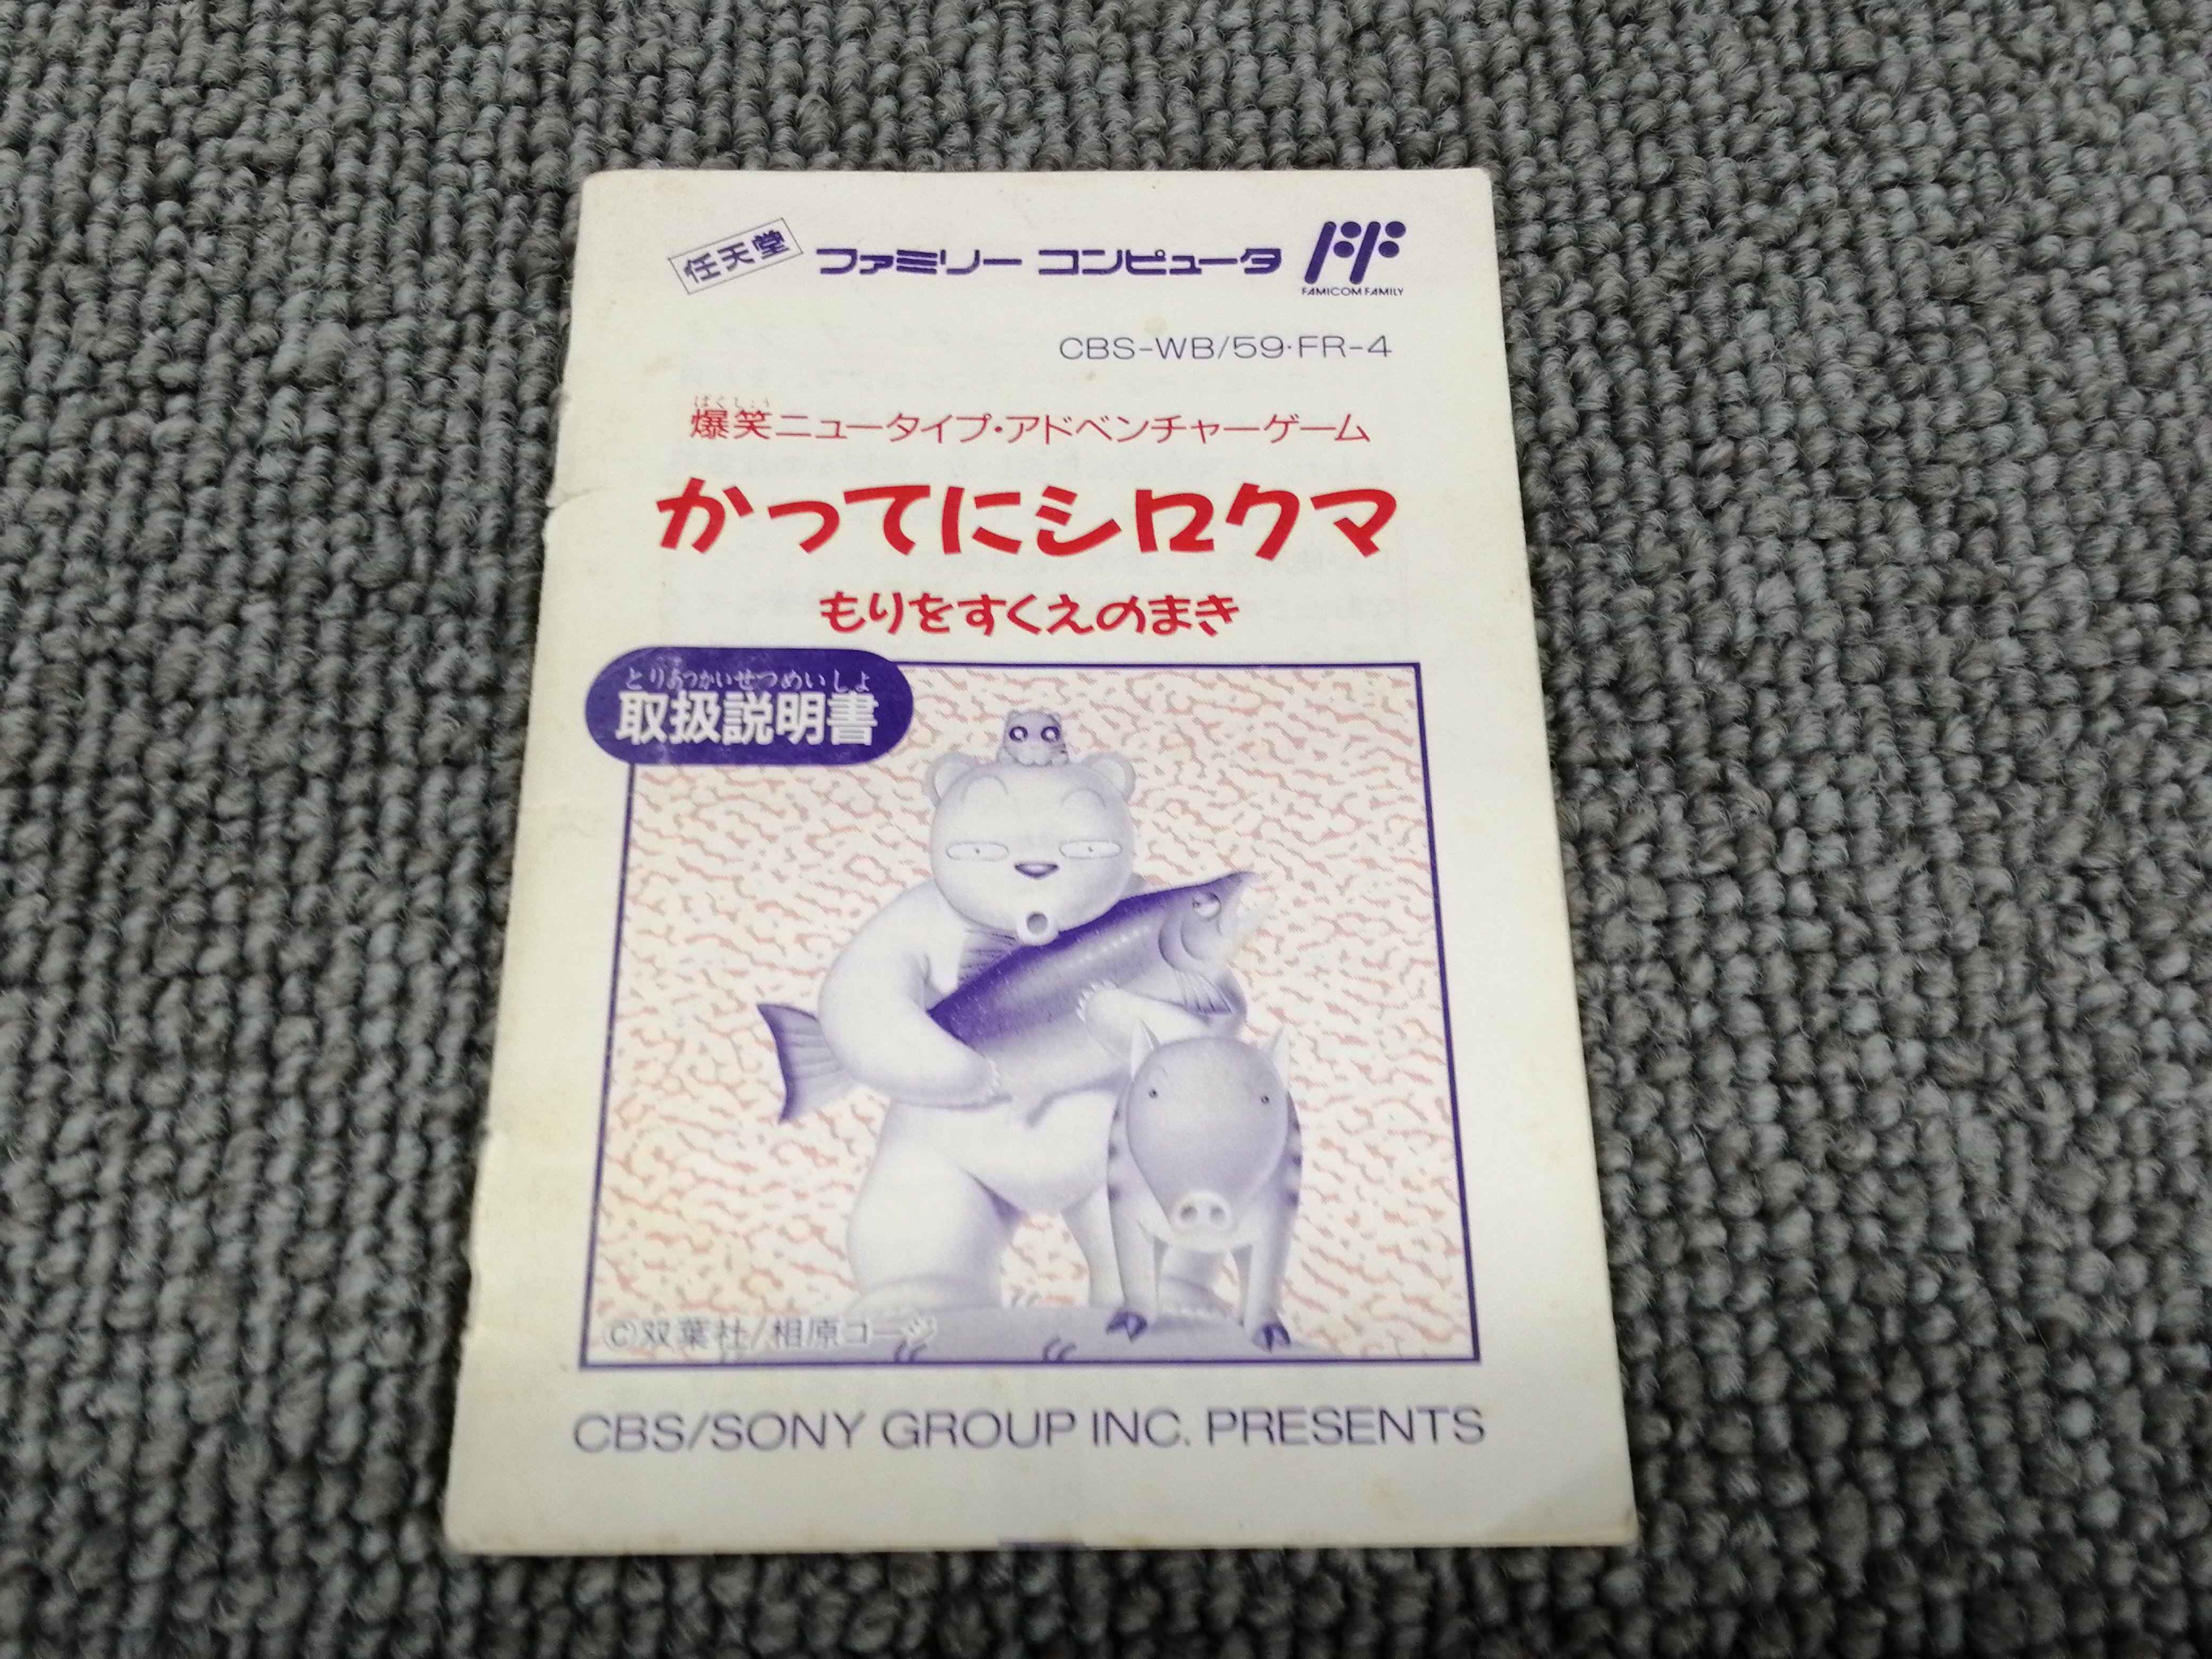 任天堂 ファミリー コンピュータ
FAMICOM FAMILY
CBS-WB/59·FR-4
ばくしょう
爆笑ニュータイプ・アドベンチャーゲーム
かってにシロクマ
もりをすくえのまき
とりあつかいせつめいしょ
取扱説明書
©双葉社/相原コージ
CBS/SONY GROUP INC. PRESENTS